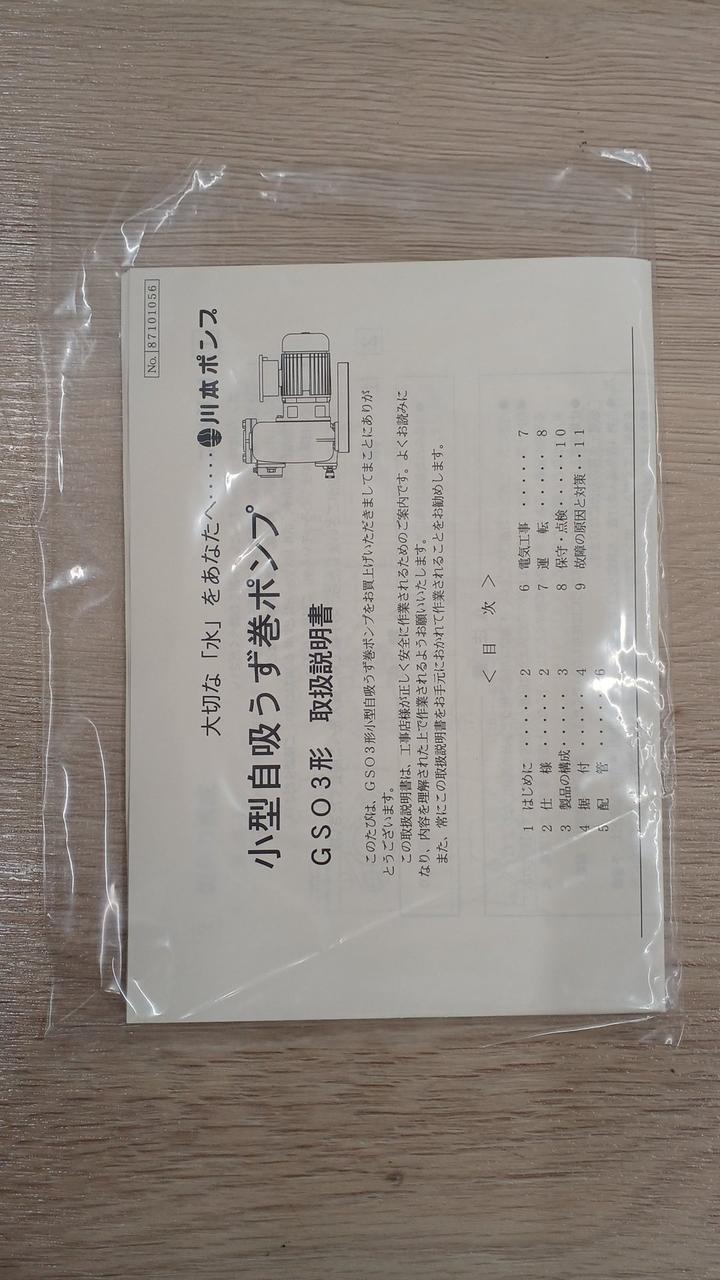 No. 87101056
大切な「水」をあなたへ‥‥‥川本ポンプ
小型自吸うず巻ポンプ
GSO3形 取扱説明書
このたびは、GSO3形小型自吸うず巻ポンプをお買上げいただきましてまことにありが
とうございます。
この取扱説明書は、工事店様が正しく安全に作業されるためのご案内です。よくお読みに
なり、内容を理解された上で作業されるようお願いいたします。
また、常にこの取扱説明書をお手元におかれて作業されることをお勧めします。
＜ 目 次 ＞
1 はじめに ・・・・・ 2
2 仕 様 ・・・・・ 2
3 製品の構成・・・・・ 3
4 据 付 ・・・・・ 4
5 配 管 ・・・・・ 6
6 電気工事 ・・・・・ 7
7 運 転 ・・・・・ 8
8 保守・点検・・・・・10
9 故障の原因と対策・・11